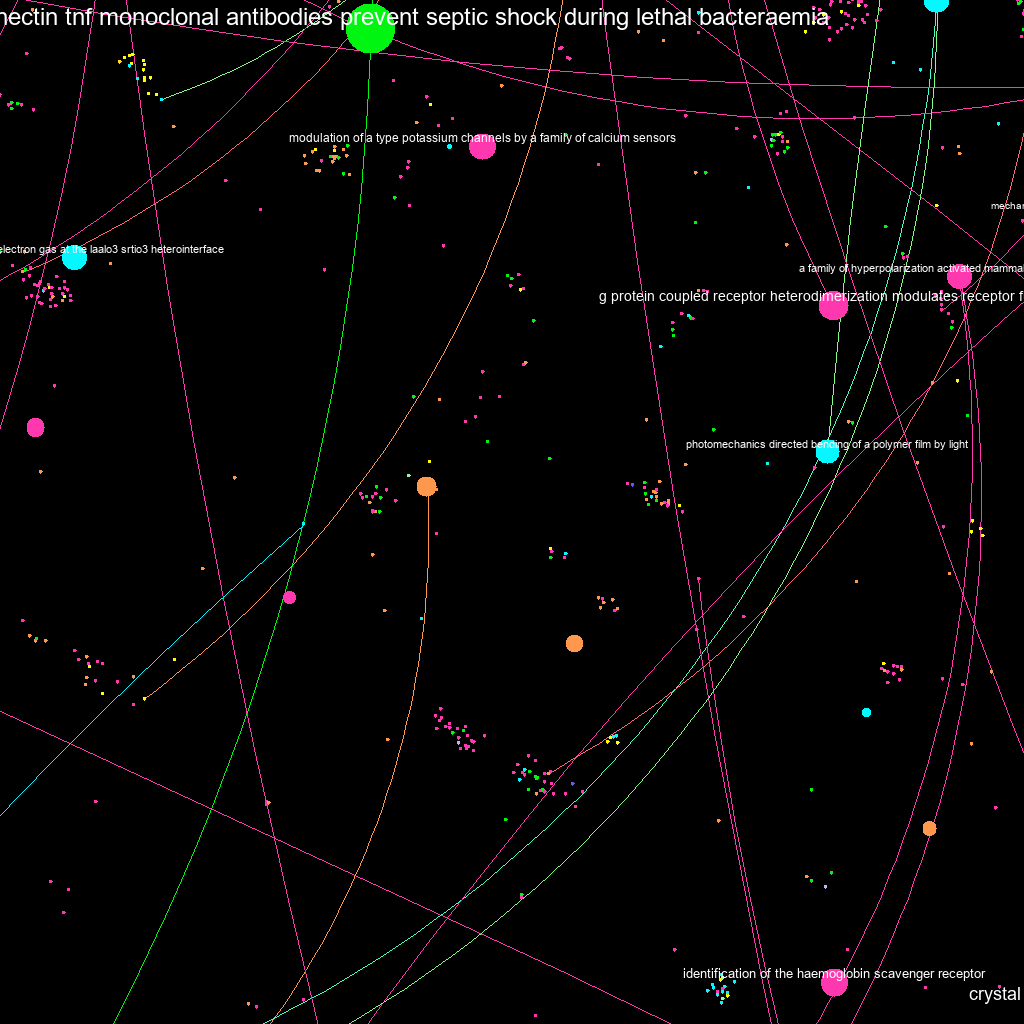 nectin tnf monoclonal antibodies prevent septic shock during lethal bacteraemia
modulation of a type potassium channels by a family of calcium sensors
mechan
electron gas at the laalo3 srtio3 heterointerface
a family of hyperpolarization activated mammal
g protein coupled receptor heterodimerization modulates receptor f
photomechanics directed bending of a polymer film by light
identification of the haemoglobin scavenger receptor
crystal